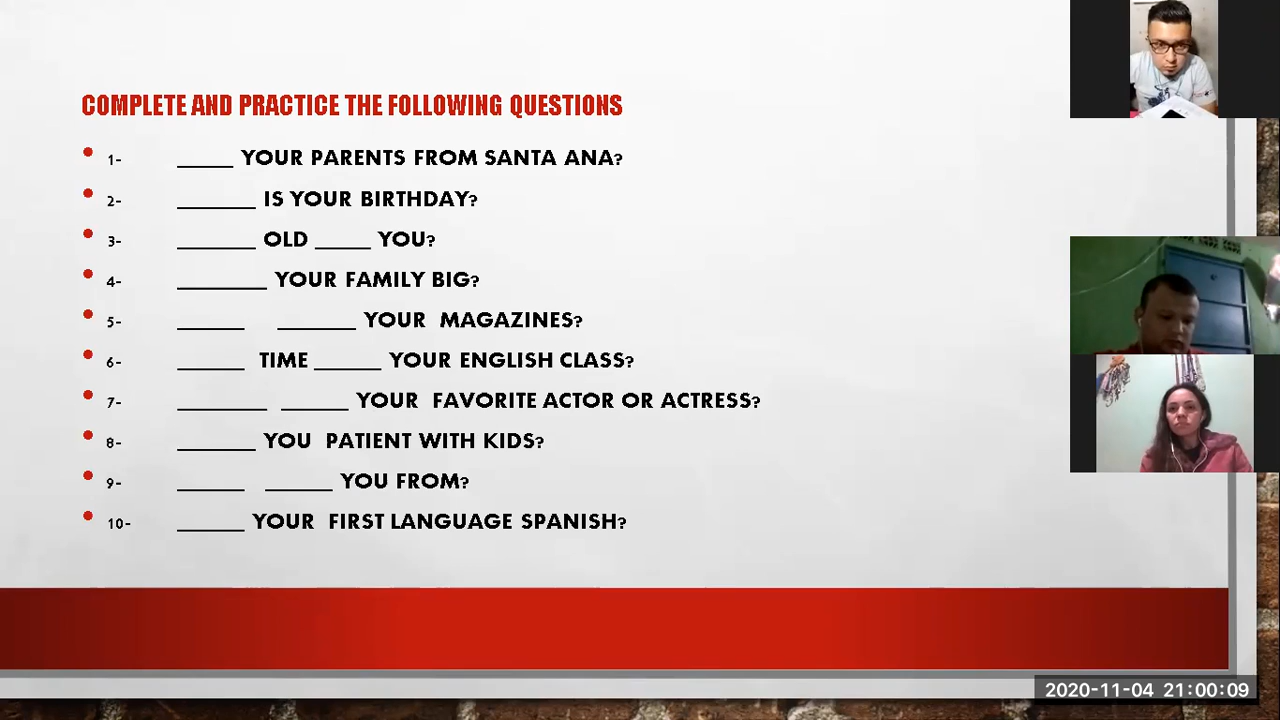 COMPLETE AND PRACTICE THE FOLLOWING QUESTIONS
• 1- _____ YOUR PARENTS FROM SANTA ANA?
• 2- _______ IS YOUR BIRTHDAY?
• 3- _______ OLD _____ YOU?
• 4- ________ YOUR FAMILY BIG?
• 5- ______ _______ YOUR MAGAZINES?
• 6- ______ TIME ______ YOUR ENGLISH CLASS?
• 7- ________ ______ YOUR FAVORITE ACTOR OR ACTRESS?
• 8- _______ YOU PATIENT WITH KIDS?
• 9- ______ ______ YOU FROM?
• 10- ______ YOUR FIRST LANGUAGE SPANISH?
2020-11-04 21:00:09